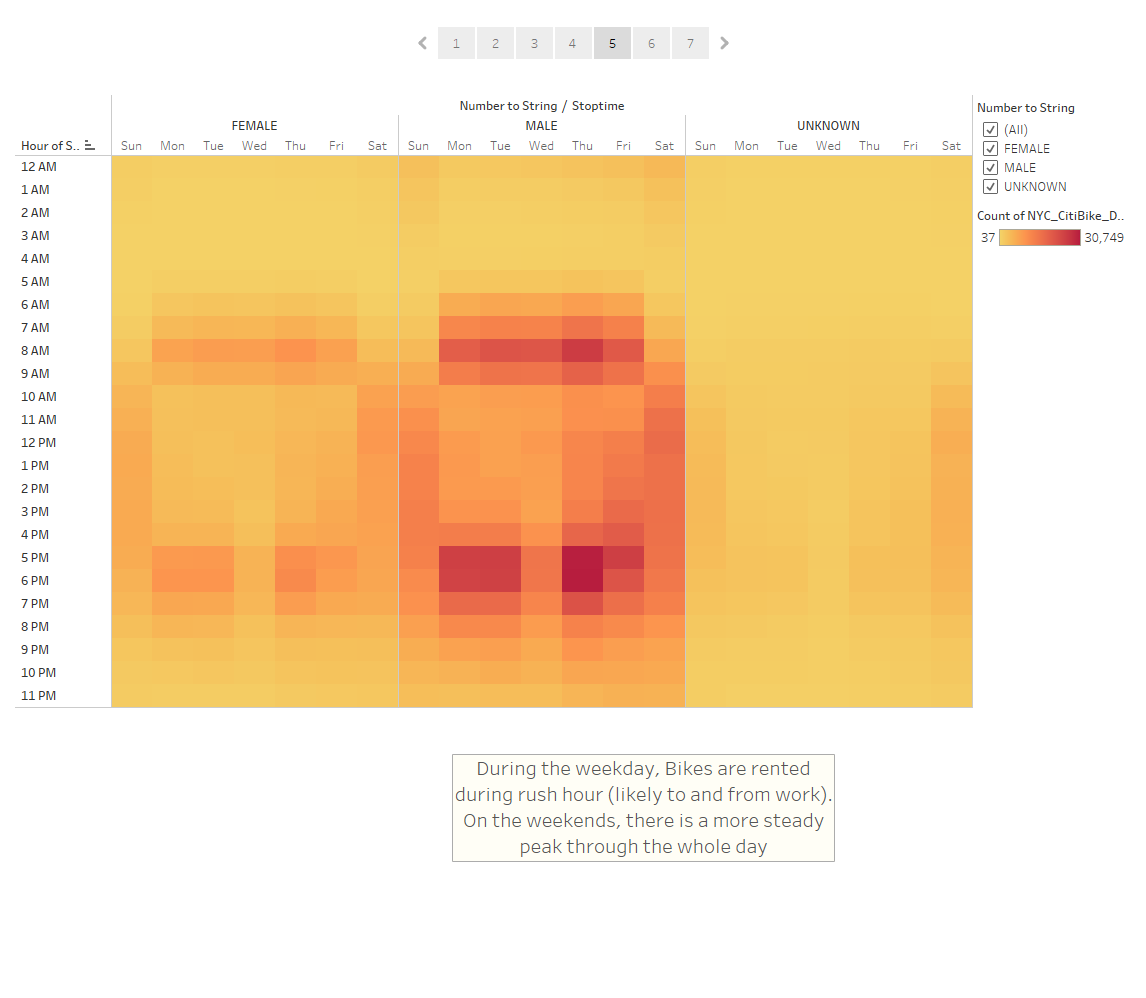 1 2 3 4 5 6 7
Number to String / Stoptime
FEMALE MALE UNKNOWN
Hour of S.. Sun Mon Tue Wed Thu Fri Sat Sun Mon Tue Wed Thu Fri Sat Sun Mon Tue Wed Thu Fri Sat
12 AM
1 AM
2 AM
3 AM
4 AM
5 AM
6 AM
7 AM
8 AM
9 AM
10 AM
11 AM
12 PM
1 PM
2 PM
3 PM
4 PM
5 PM
6 PM
7 PM
8 PM
9 PM
10 PM
11 PM
Number to String
(All)
FEMALE
MALE
UNKNOWN
Count of NYC_CitiBike_D..
37 30,749
During the weekday, Bikes are rented
during rush hour (likely to and from work).
On the weekends, there is a more steady
peak through the whole day